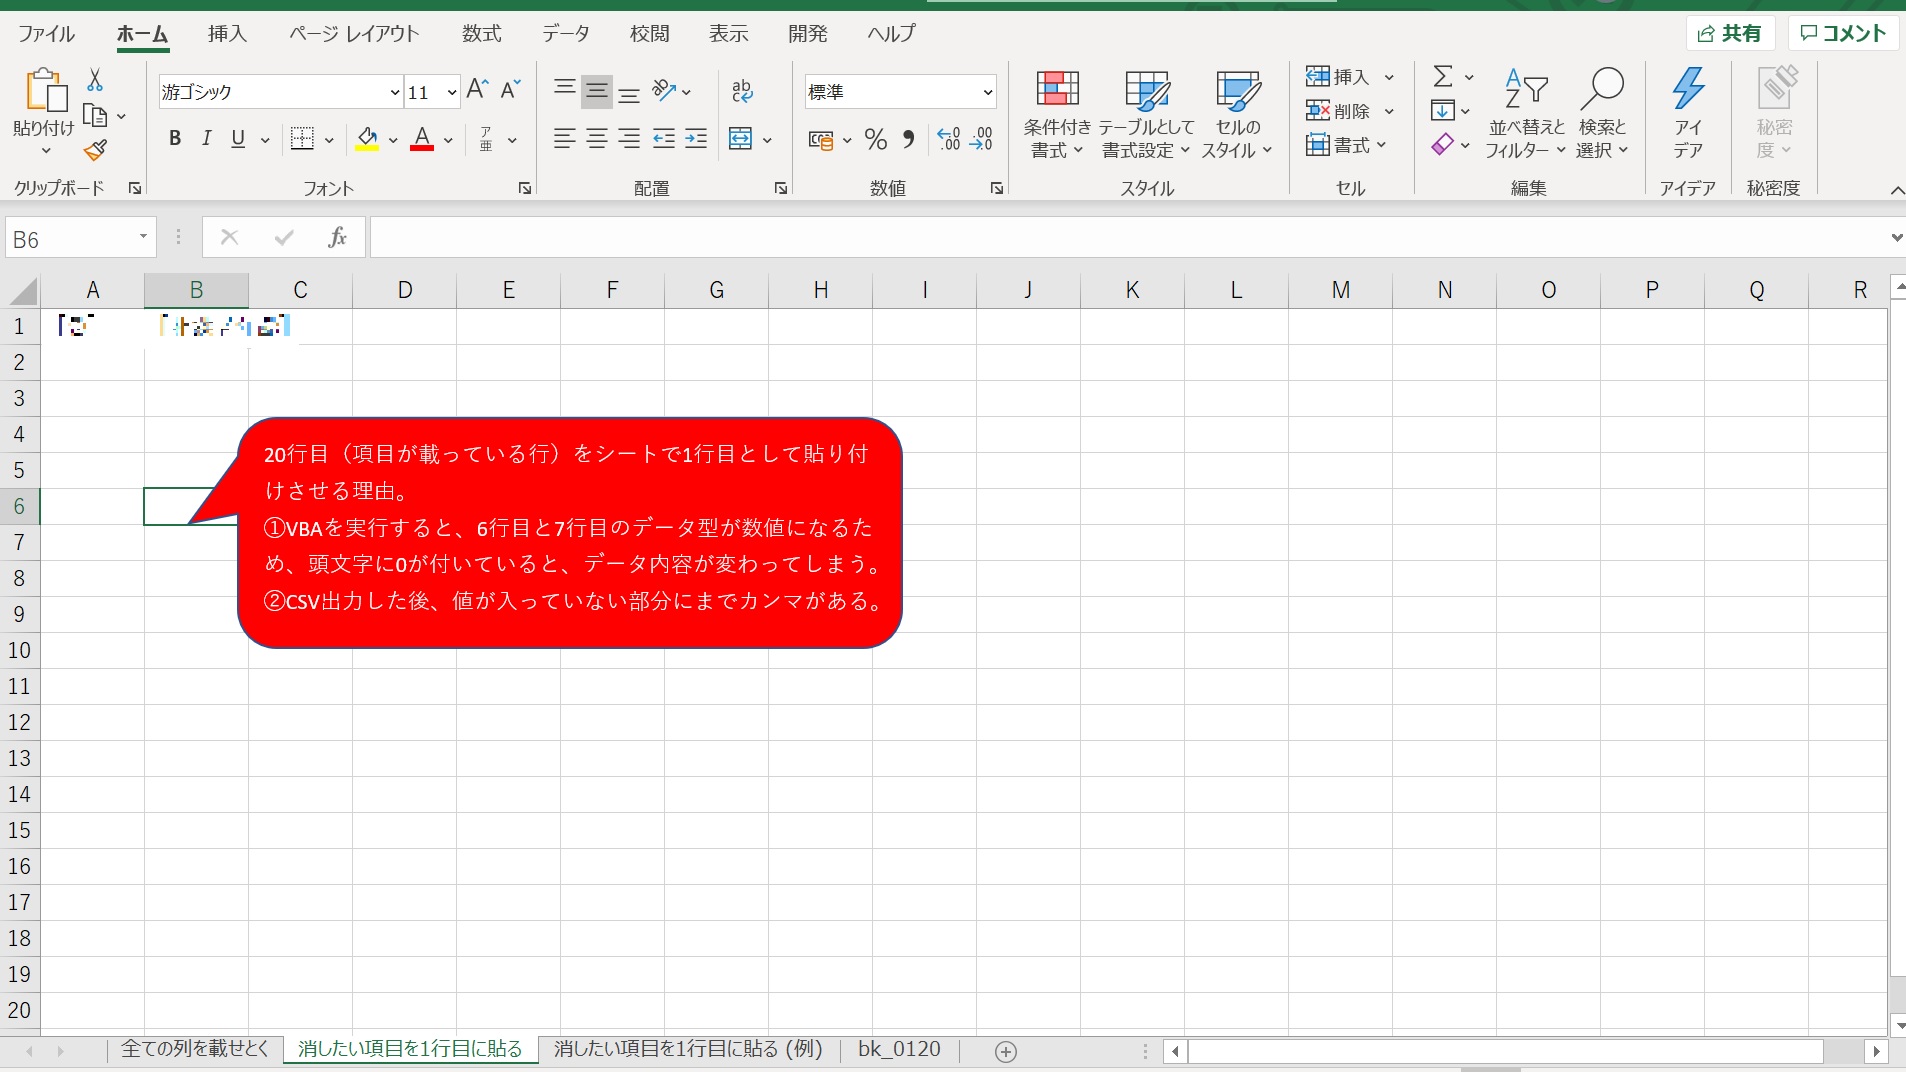 ファイル ホーム 挿入 ページ レイアウト 数式 データ 校閲 表示 開発 ヘルプ 共有 コメント
貼り付け
クリップボード
游ゴシック 11
B I U ア亜
フォント
ab
配置
標準
% 9 .00 .00
数値
条件付き書式
テーブルとして書式設定
セルのスタイル
スタイル
挿入
削除
書式
セル
並べ替えとフィルター
検索と選択
編集
アイデア
アイデア
秘密度
秘密度
B6 fx
A B C D E F G H I J K L M N O P Q R
1
2
3
4
5
6
7
8
9
10
11
12
13
14
15
16
17
18
19
20
20行目（項目が載っている行）をシートで1行目として貼り付
けさせる理由。
①VBAを実行すると、6行目と7行目のデータ型が数値になるた
め、頭文字に0が付いていると、データ内容が変わってしまう。
②CSV出力した後、値が入っていない部分にまでカンマがある。
全ての列を載せとく 消したい項目を1行目に貼る 消したい項目を1行目に貼る (例) bk_0120